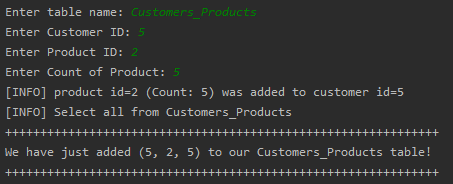 Enter table name: Customers_Products
Enter Customer ID: 5
Enter Product ID: 2
Enter Count of Product: 5
[INFO] product id=2 (Count: 5) was added to customer id=5
[INFO] Select all from Customers_Products
++++++++++++++++++++++++++++++++++++++++++++++++++++++++++++++
We have just added (5, 2, 5) to our Customers_Products table!
++++++++++++++++++++++++++++++++++++++++++++++++++++++++++++++